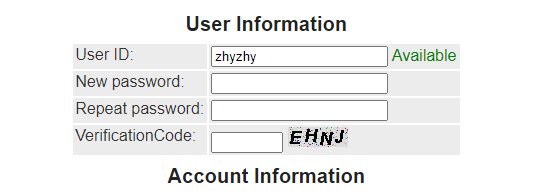 User Information
User ID: zhyzhy Available
New password:
Repeat password:
VerificationCode: EHNJ
Account Information